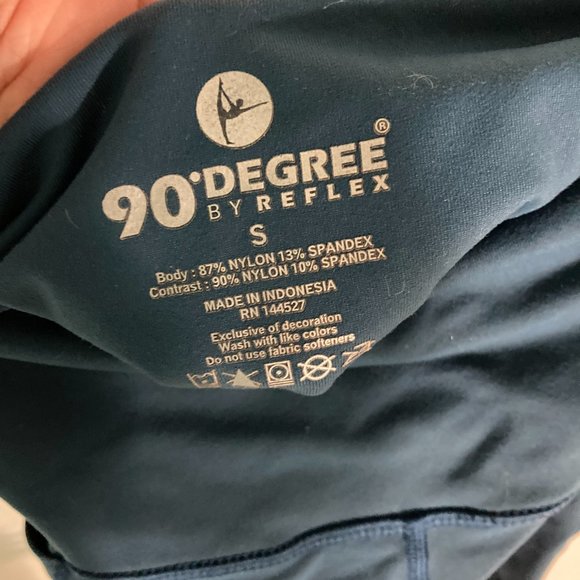 90°DEGREE®
BY REFLEX
S
Body : 87% NYLON 13% SPANDEX
Contrast : 90% NYLON 10% SPANDEX
MADE IN INDONESIA
RN 144527
Exclusive of decoration
Wash with like colors
Do not use fabric softeners